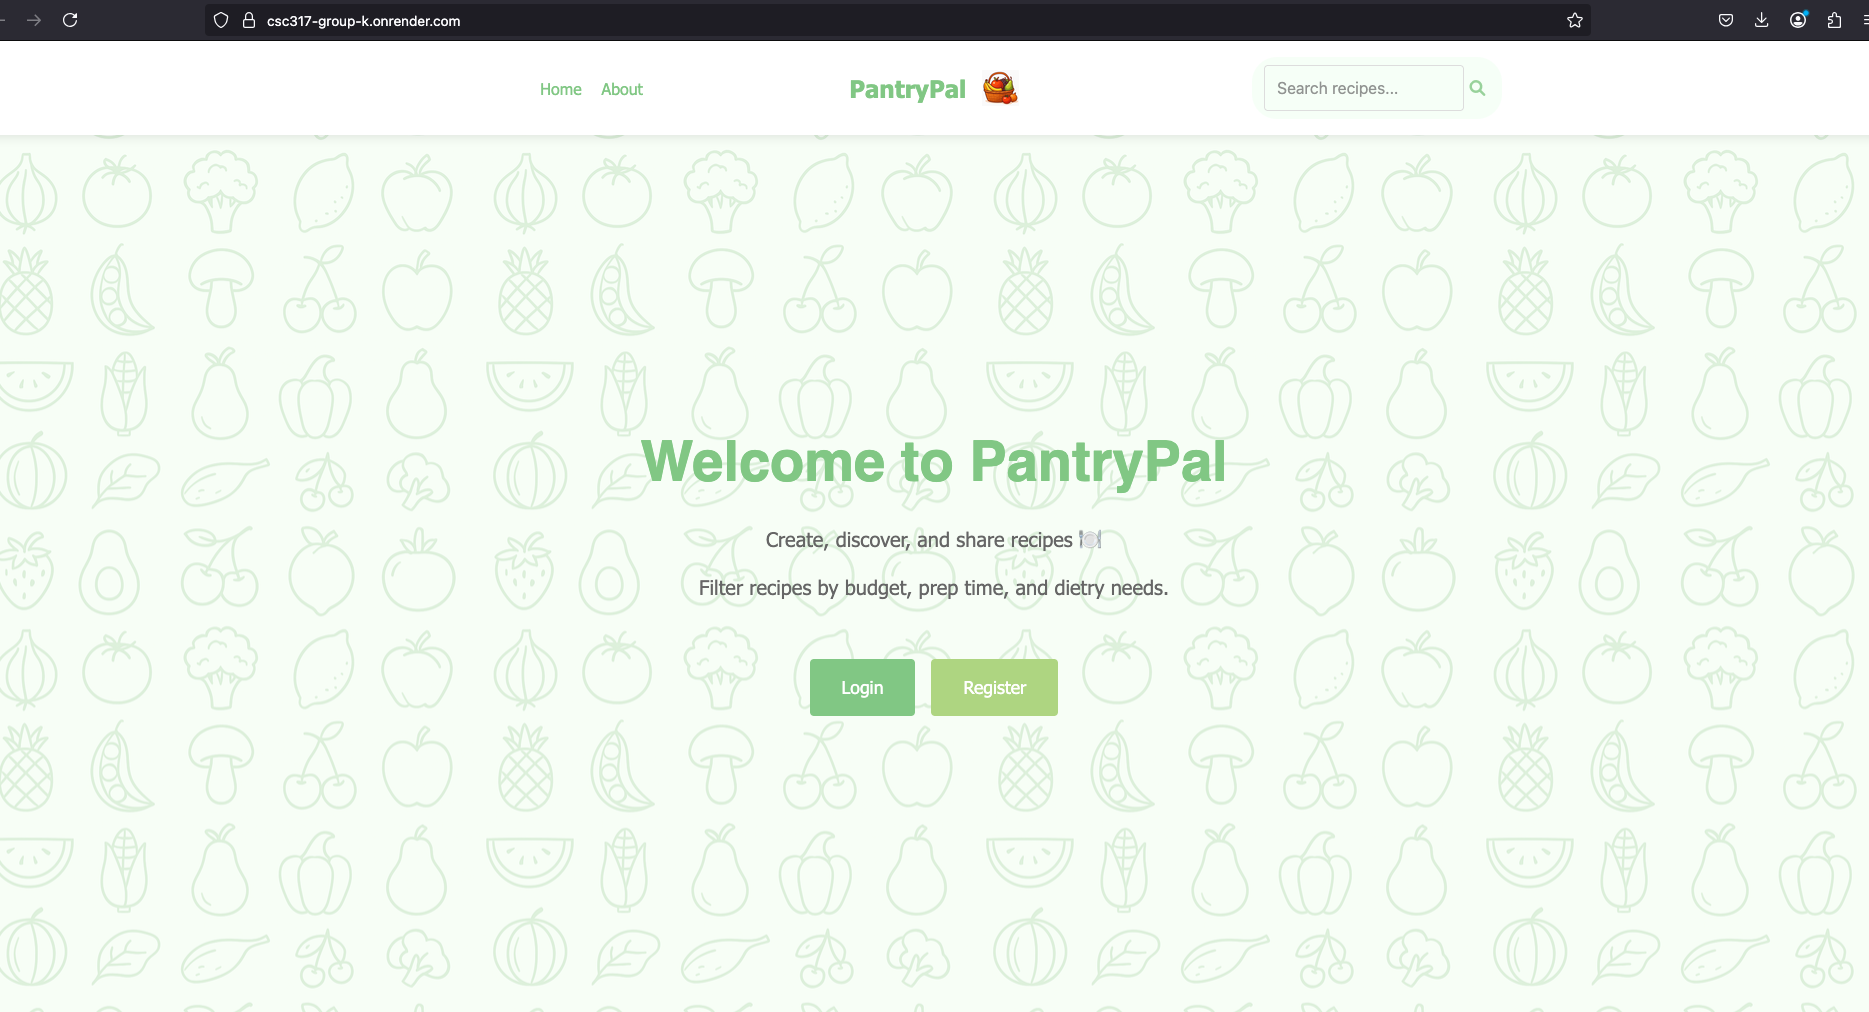 csc317-group-k.onrender.com
Home About PantryPal Search recipes...
Welcome to PantryPal
Create, discover, and share recipes 🍽️
Filter recipes by budget, prep time, and dietry needs.
Login Register